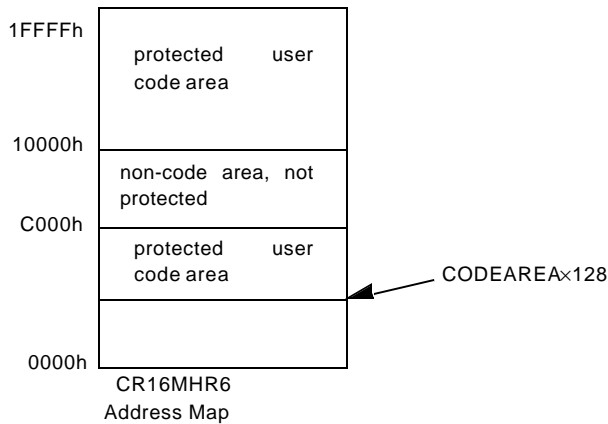 1FFFFh
protected user
code area
10000h
non-code area, not
protected
C000h
protected user
code area
CODEAREA×128
0000h
CR16MHR6
Address Map